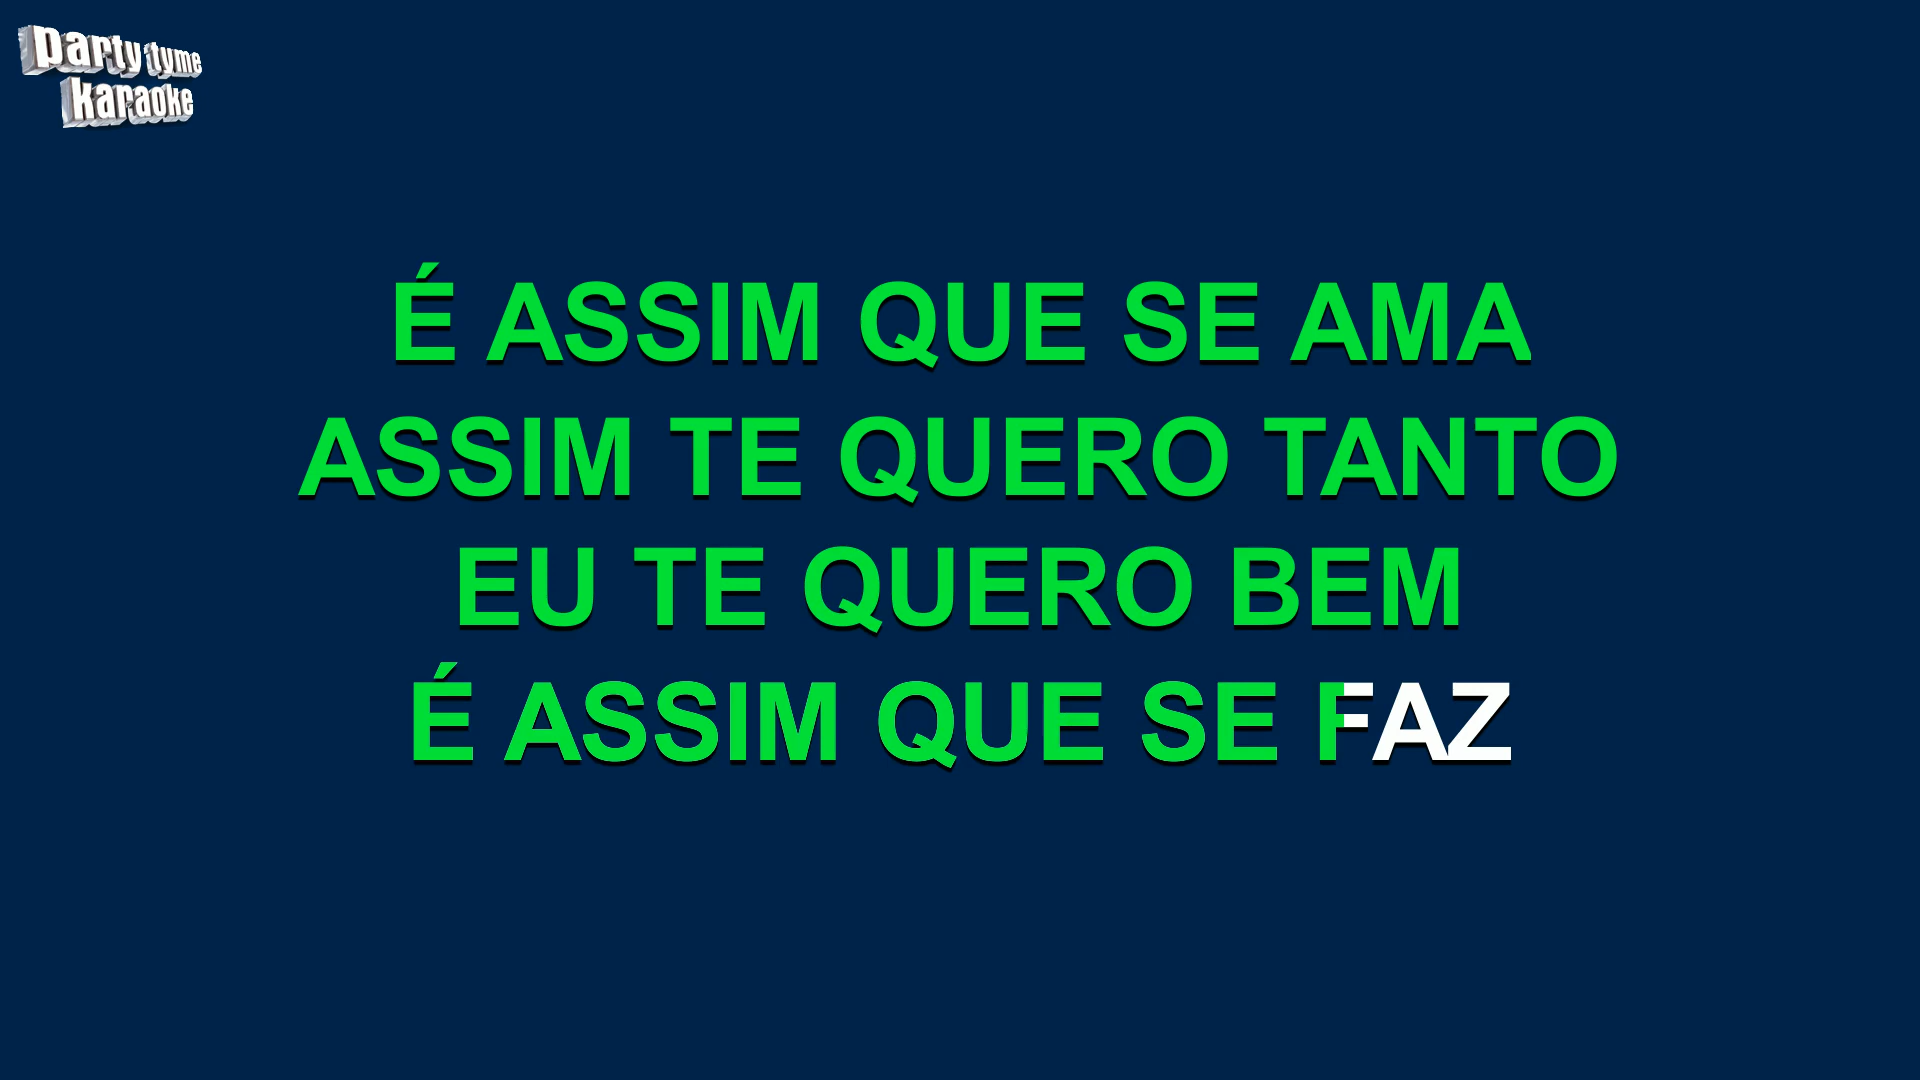 party tyme
karaoke
É ASSIM QUE SE AMA
ASSIM TE QUERO TANTO
EU TE QUERO BEM
É ASSIM QUE SE FAZ